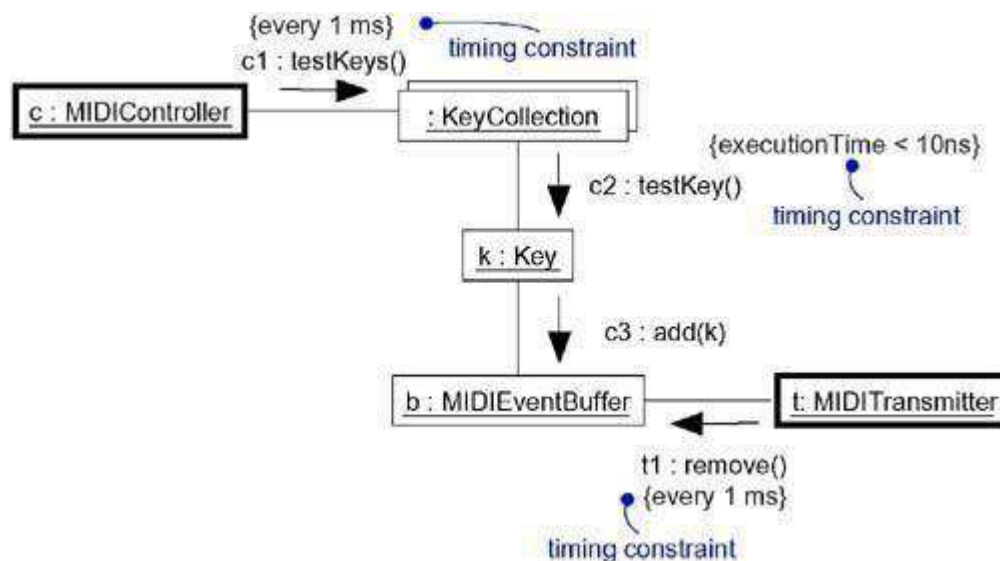 {every 1 ms}
timing constraint
c1 : testKeys()
c : MIDIController
: KeyCollection
{executionTime < 10ns}
c2 : testKey()
timing constraint
k : Key
c3 : add(k)
b : MIDIEventBuffer
t: MIDITransmitter
t1 : remove()
{every 1 ms}
timing constraint